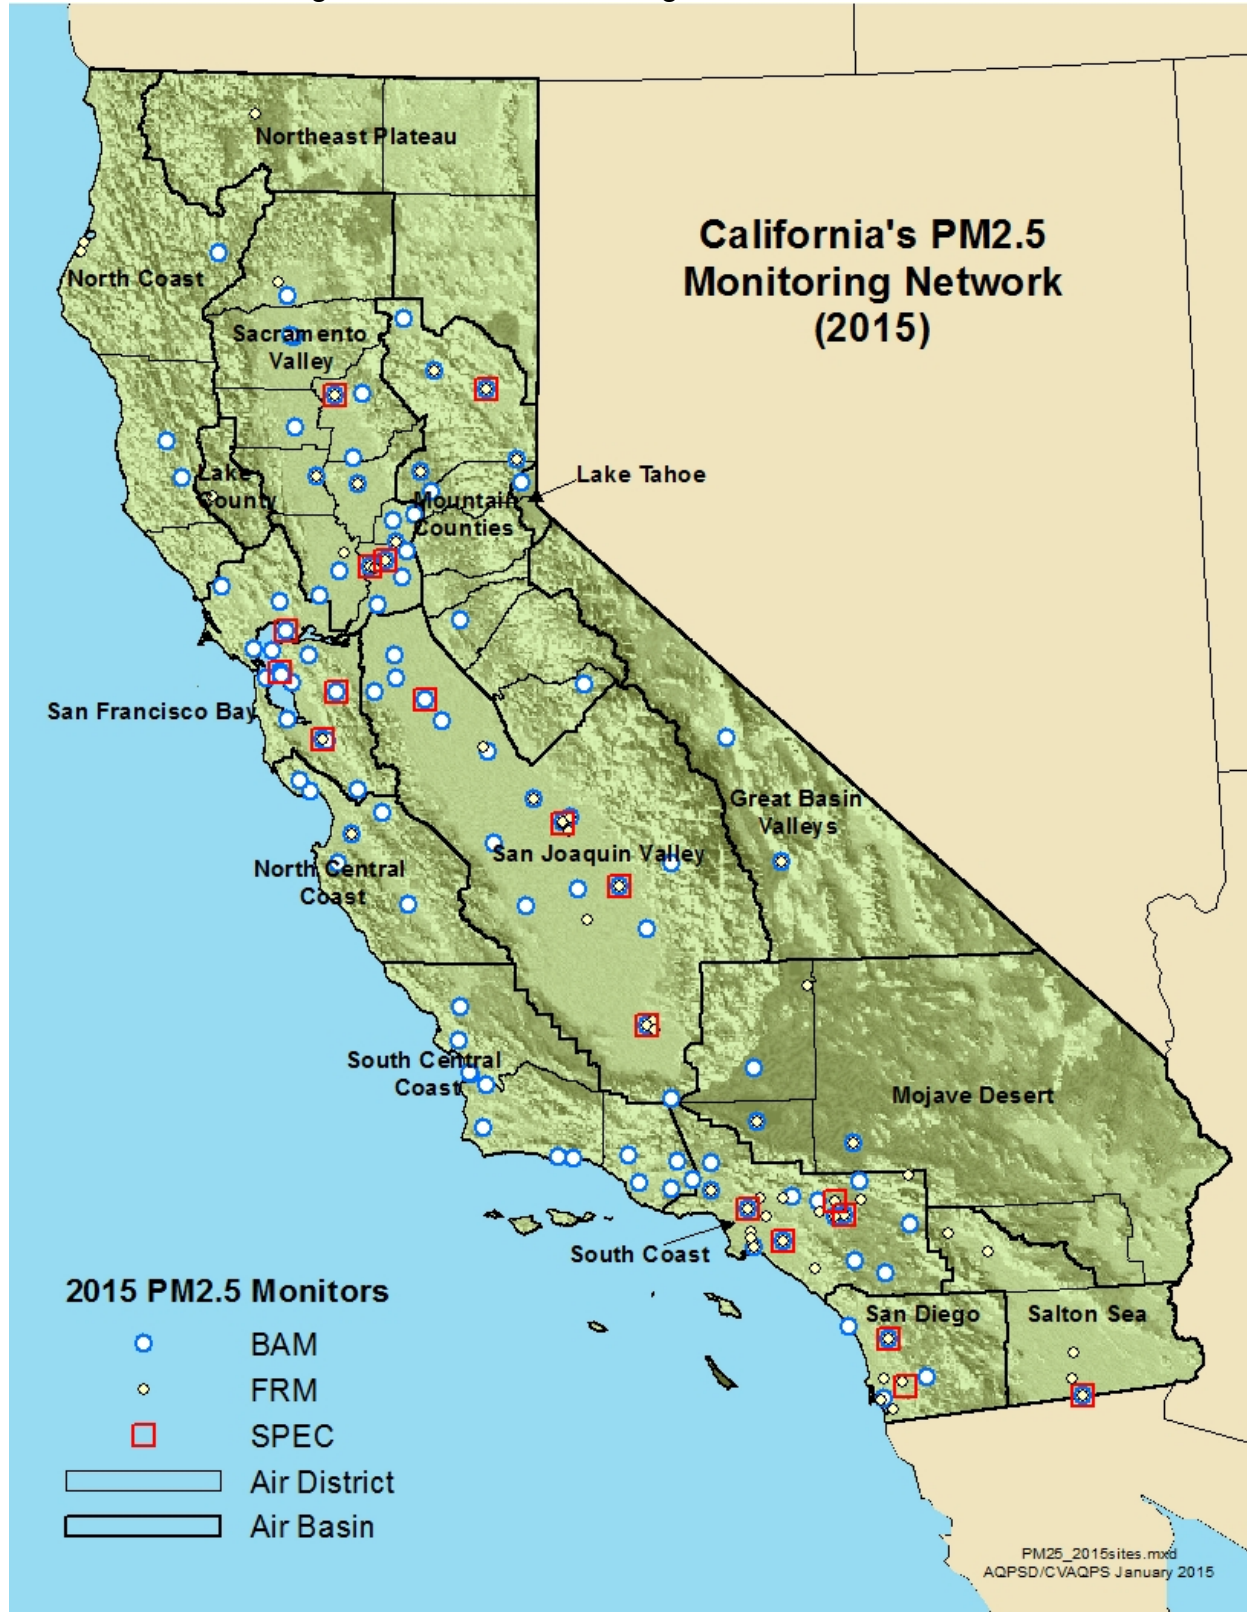 Northeast Plateau
California's PM2.5
Monitoring Network
(2015)
North Coast
Sacramento
Valley
Lake
County
Lake Tahoe
Mountain
Counties
San Francisco Bay
Great Basin
Valleys
San Joaquin Valley
North Central
Coast
South Central
Coast
Mojave Desert
South Coast
San Diego
Salton Sea
2015 PM2.5 Monitors
BAM
FRM
SPEC
Air District
Air Basin
PM25_2015sites.mxd
AQPSD/CVAQPS January 2015